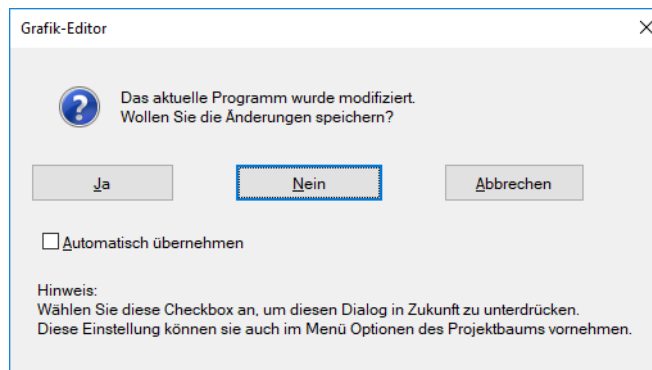 Grafik-Editor
Das aktuelle Programm wurde modifiziert.
Wollen Sie die Änderungen speichern?
Ja
Nein
Abbrechen
Automatisch übernehmen
Hinweis:
Wählen Sie diese Checkbox an, um diesen Dialog in Zukunft zu unterdrücken.
Diese Einstellung können sie auch im Menü Optionen des Projektbaums vornehmen.